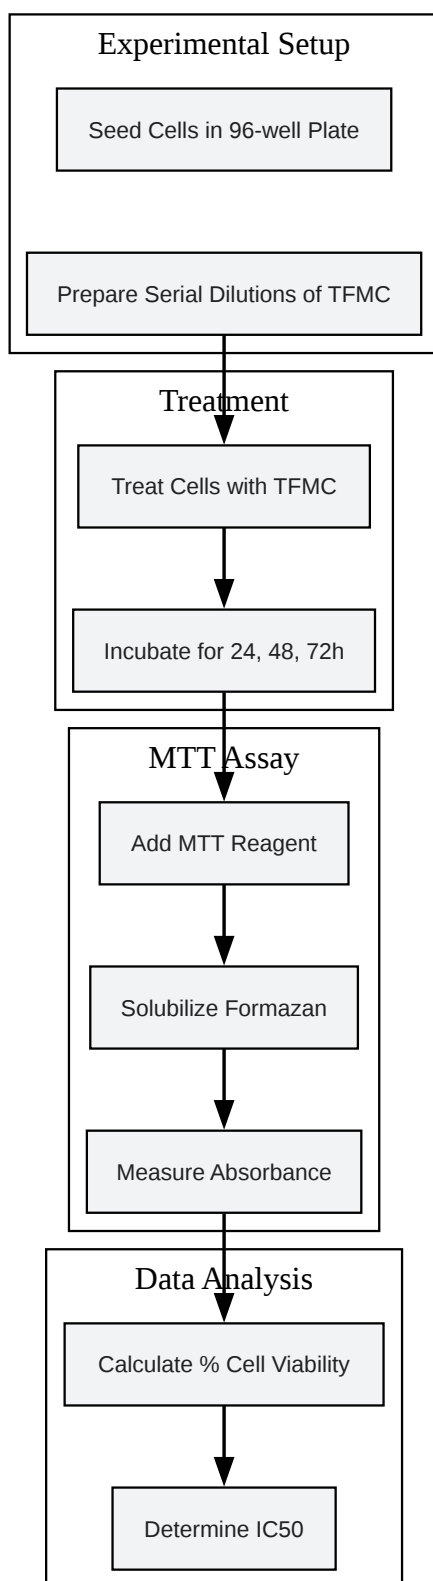 Experimental Setup
Seed Cells in 96-well Plate
Prepare Serial Dilutions of TFMC
Treatment
Treat Cells with TFMC
Incubate for 24, 48, 72h
MTT Assay
Add MTT Reagent
Solubilize Formazan
Measure Absorbance
Data Analysis
Calculate % Cell Viability
Determine IC50